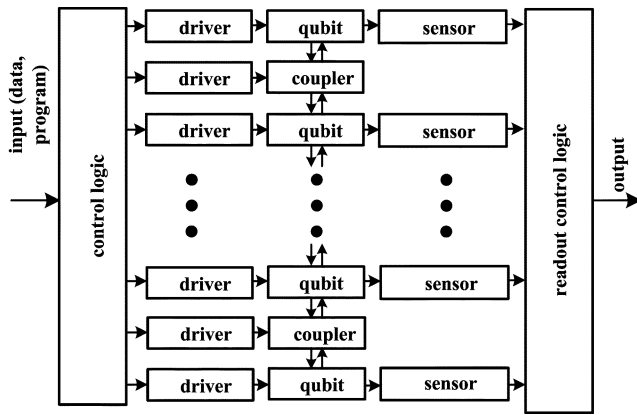 input (data,
program)
control logic
driver
qubit
sensor
driver
coupler
driver
qubit
sensor
driver
qubit
sensor
driver
coupler
driver
qubit
sensor
readout control logic
output